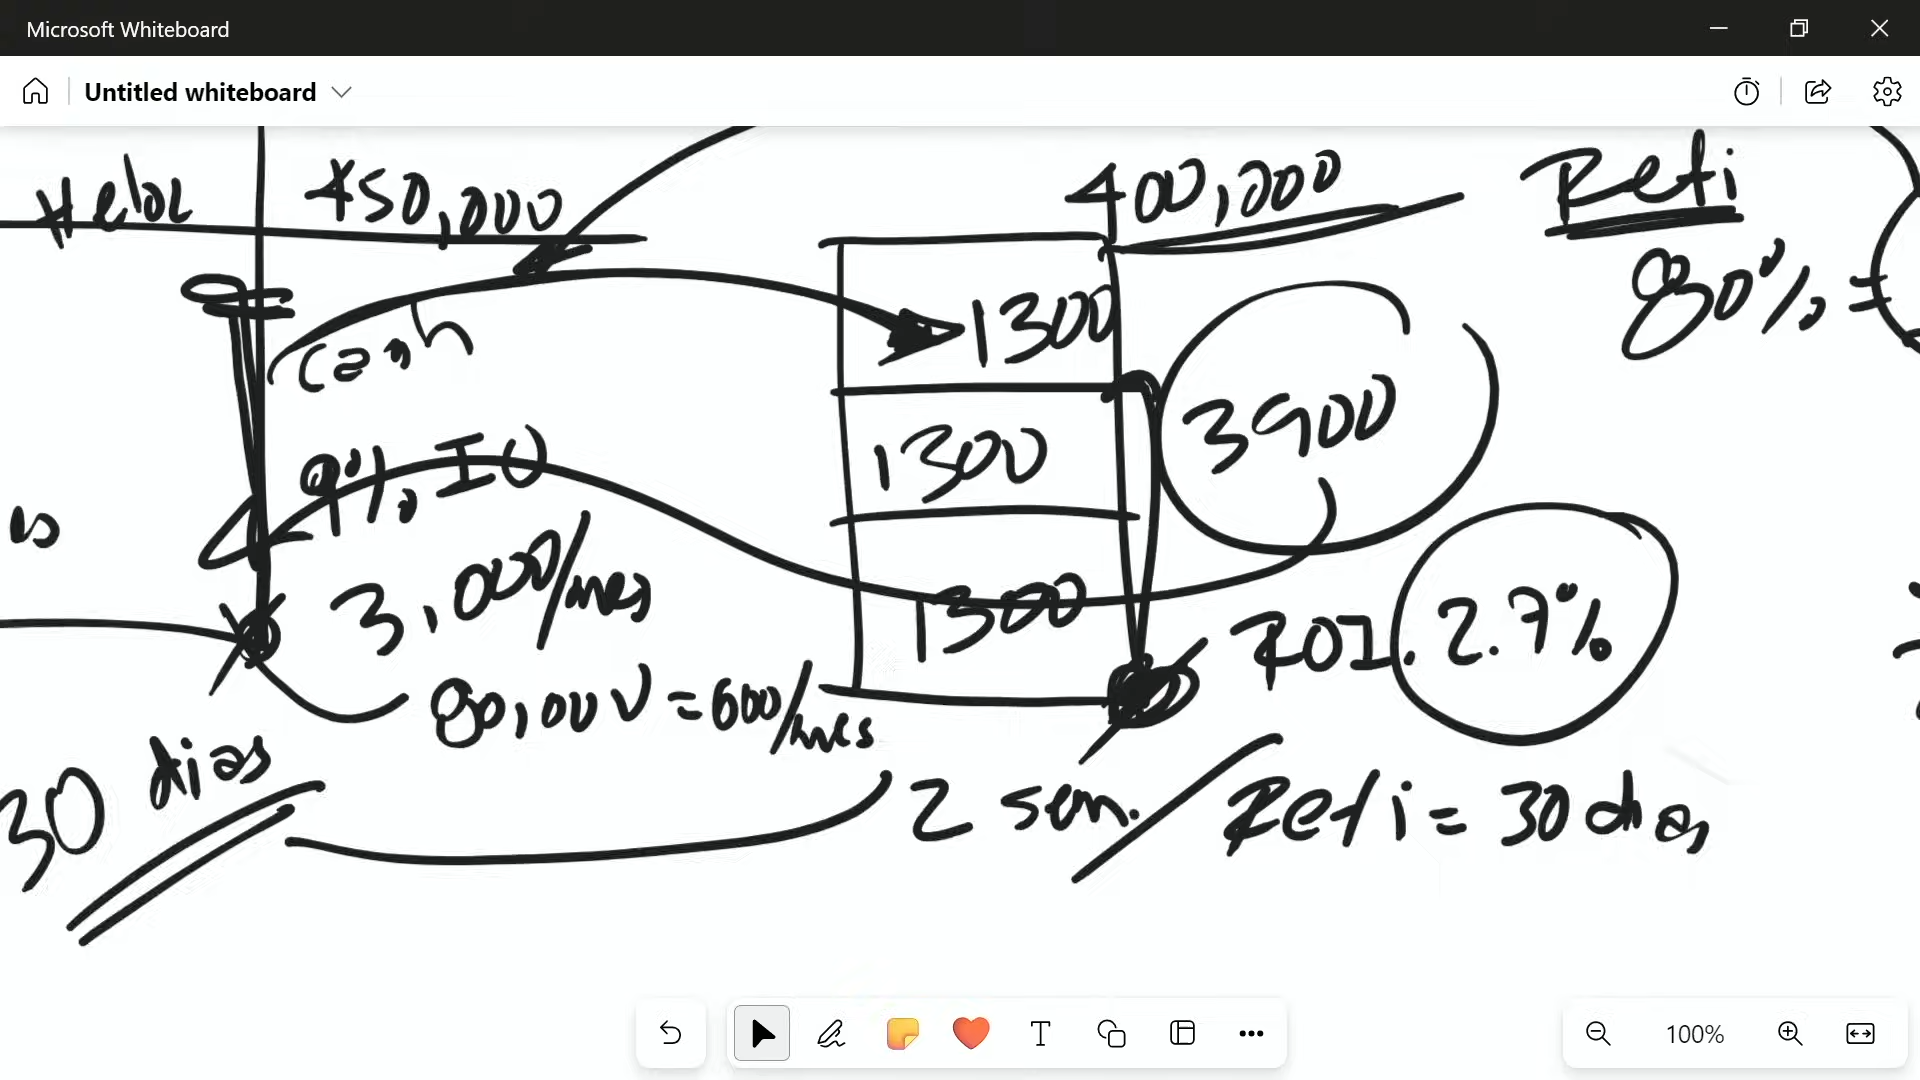 Microsoft Whiteboard
Untitled whiteboard
Heloc
450,000
400,000
Refi
80% =
Cash
1300
1300
3900
9%, IO
os
3,000/mes
1300
ROI. 2.7%
80,000 = 600/mes
30 dias
2 sem. / Refi = 30 dias
100%